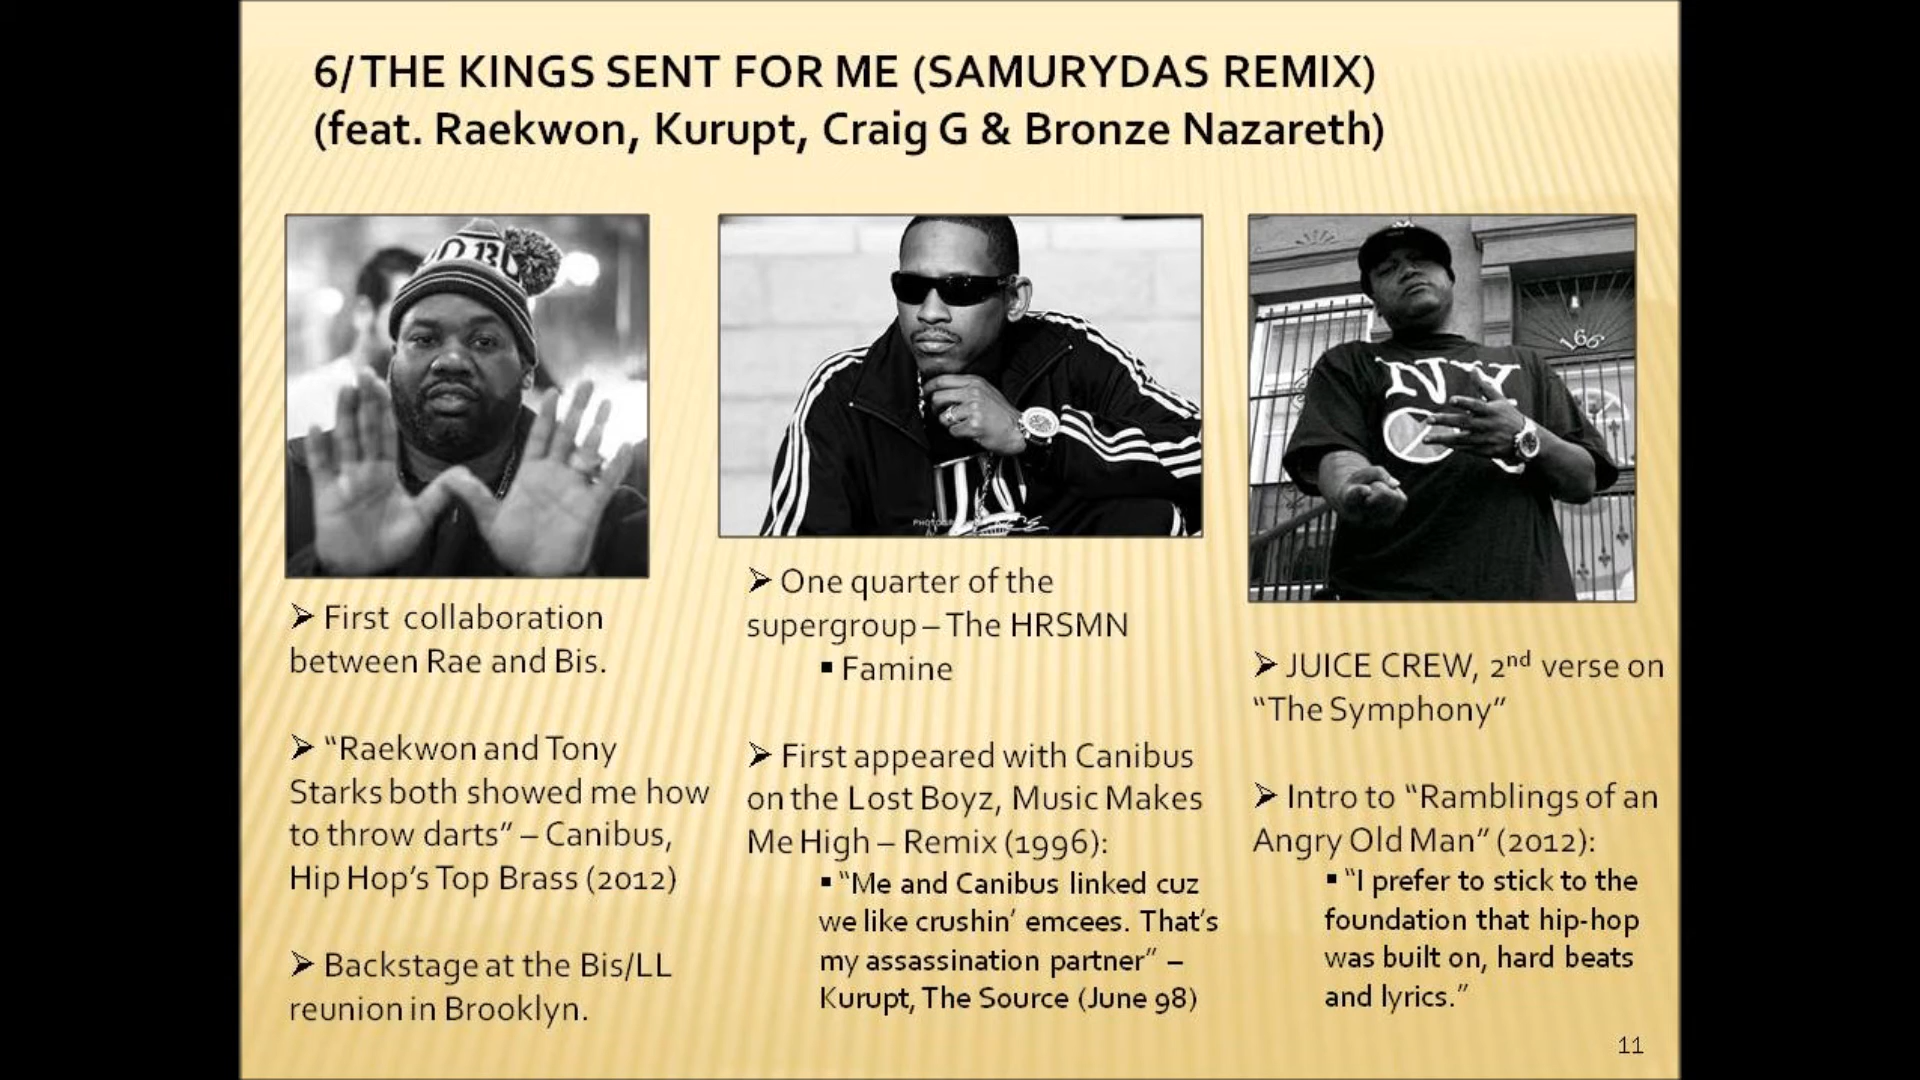 6/THE KINGS SENT FOR ME (SAMURYDAS REMIX)
(feat. Raekwon, Kurupt, Craig G & Bronze Nazareth)
➢ First collaboration
between Rae and Bis.
➢ “Raekwon and Tony
Starks both showed me how
to throw darts” – Canibus,
Hip Hop’s Top Brass (2012)
➢ Backstage at the Bis/LL
reunion in Brooklyn.
➢ One quarter of the
supergroup – The HRSMN
▪ Famine
➢ First appeared with Canibus
on the Lost Boyz, Music Makes
Me High – Remix (1996):
▪ “Me and Canibus linked cuz
we like crushin’ emcees. That’s
my assassination partner” –
Kurupt, The Source (June 98)
NY
166
➢ JUICE CREW, 2nd verse on
“The Symphony”
➢ Intro to “Ramblings of an
Angry Old Man” (2012):
▪ “I prefer to stick to the
foundation that hip-hop
was built on, hard beats
and lyrics.”
11